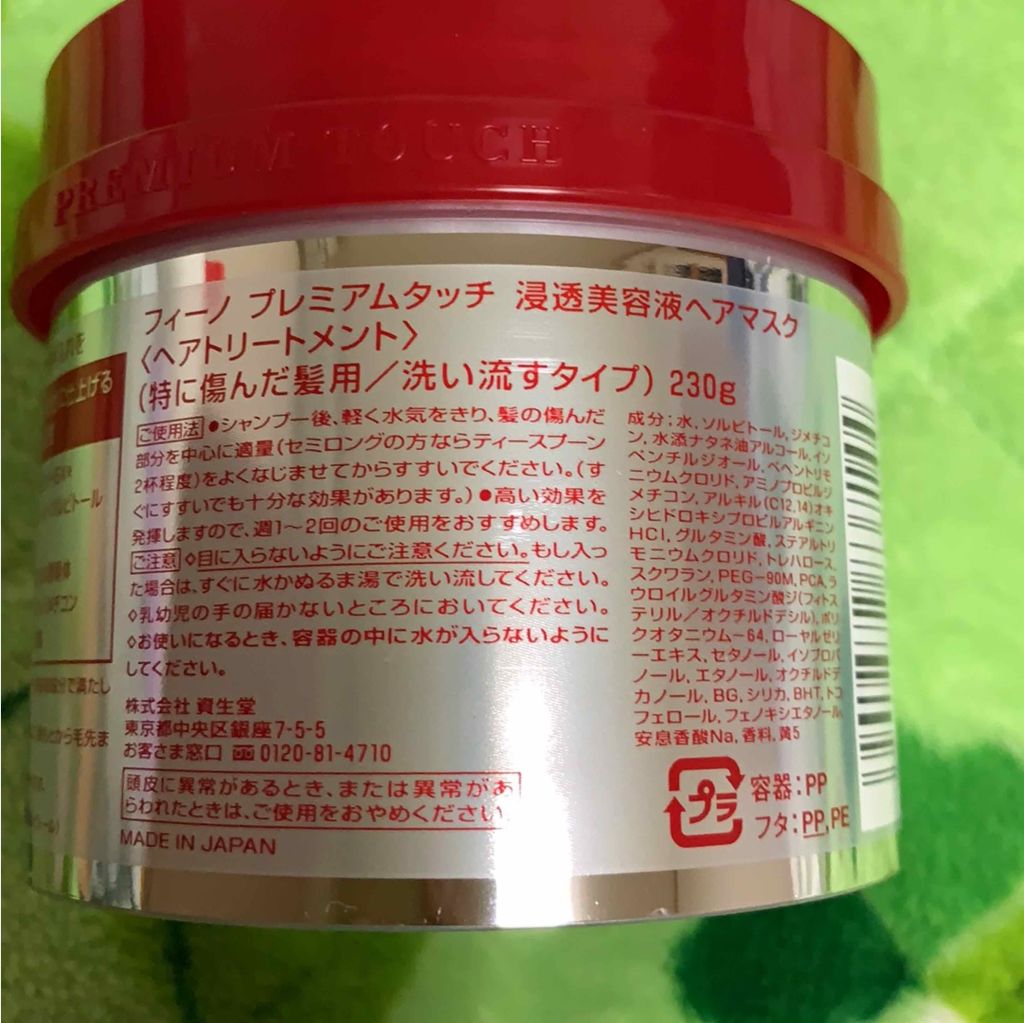 PREMIUM TOUCH
フィーノ プレミアムタッチ 浸透美容液ヘアマスク
〈ヘアトリートメント〉
(特に傷んだ髪用/洗い流すタイプ) 230g
ご使用法 ●シャンプー後、軽く水気をきり、髪の傷んだ
部分を中心に適量(セミロングの方ならティースプーン
2杯程度)をよくなじませてからすすいでください。(す
ぐにすすいでも十分な効果があります。)●高い効果を
発揮しますので、週1〜2回のご使用をおすすめします。
ご注意 ◇目に入らないようにご注意ください。もし入っ
た場合は、すぐに水かぬるま湯で洗い流してください。
◇乳幼児の手の届かないところにおいてください。
◇お使いになるとき、容器の中に水が入らないように
してください。
株式会社 資生堂
東京都中央区銀座7-5-5
お客さま窓口 0120-81-4710
頭皮に異常があるとき、または異常があ
らわれたときは、ご使用をおやめください。
MADE IN JAPAN
成分:水、ソルビトール、ジメチコ
ン、水添ナタネ油アルコール、イソ
ペンチルジオール、ベヘントリモ
ニウムクロリド、アミノプロピルジ
メチコン、アルキル(C12,14)オキ
シヒドロキシプロピルアルギニン
HCl、グルタミン酸、ステアルトリ
モニウムクロリド、トレハロース、
スクワラン、PEG-90M、PCA、ラ
ウロイルグルタミン酸ジ(フィトス
テリル/オクチルドデシル)、ポリ
クオタニウム-64、ローヤルゼリ
ーエキス、セタノール、イソプロパ
ノール、エタノール、オクチルドデ
カノール、BG、シリカ、BHT、トコ
フェロール、フェノキシエタノール、
安息香酸Na、香料、黄5
プラ
容器:PP
フタ:PP,PE
上げる
ビトール
チコン
分で満たし
から毛先ま